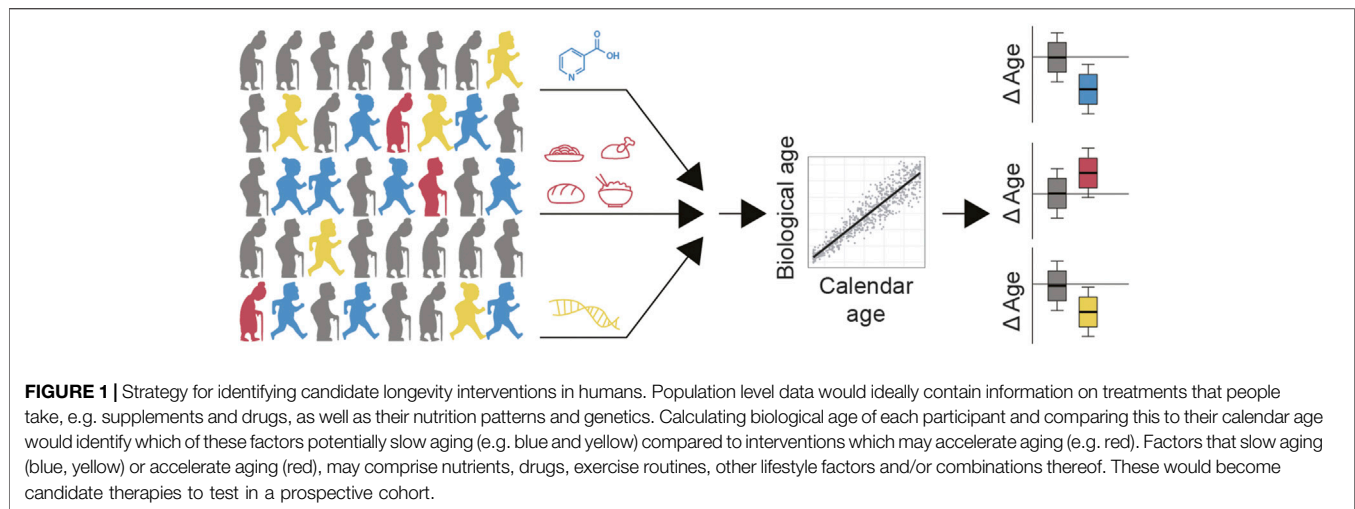 O
OH
N
Biological age
Calendar
age
Δ Age
Δ Age
Δ Age
FIGURE 1 | Strategy for identifying candidate longevity interventions in humans. Population level data would ideally contain information on treatments that people
take, e.g. supplements and drugs, as well as their nutrition patterns and genetics. Calculating biological age of each participant and comparing this to their calendar age
would identify which of these factors potentially slow aging (e.g. blue and yellow) compared to interventions which may accelerate aging (e.g. red). Factors that slow aging
(blue, yellow) or accelerate aging (red), may comprise nutrients, drugs, exercise routines, other lifestyle factors and/or combinations thereof. These would become
candidate therapies to test in a prospective cohort.